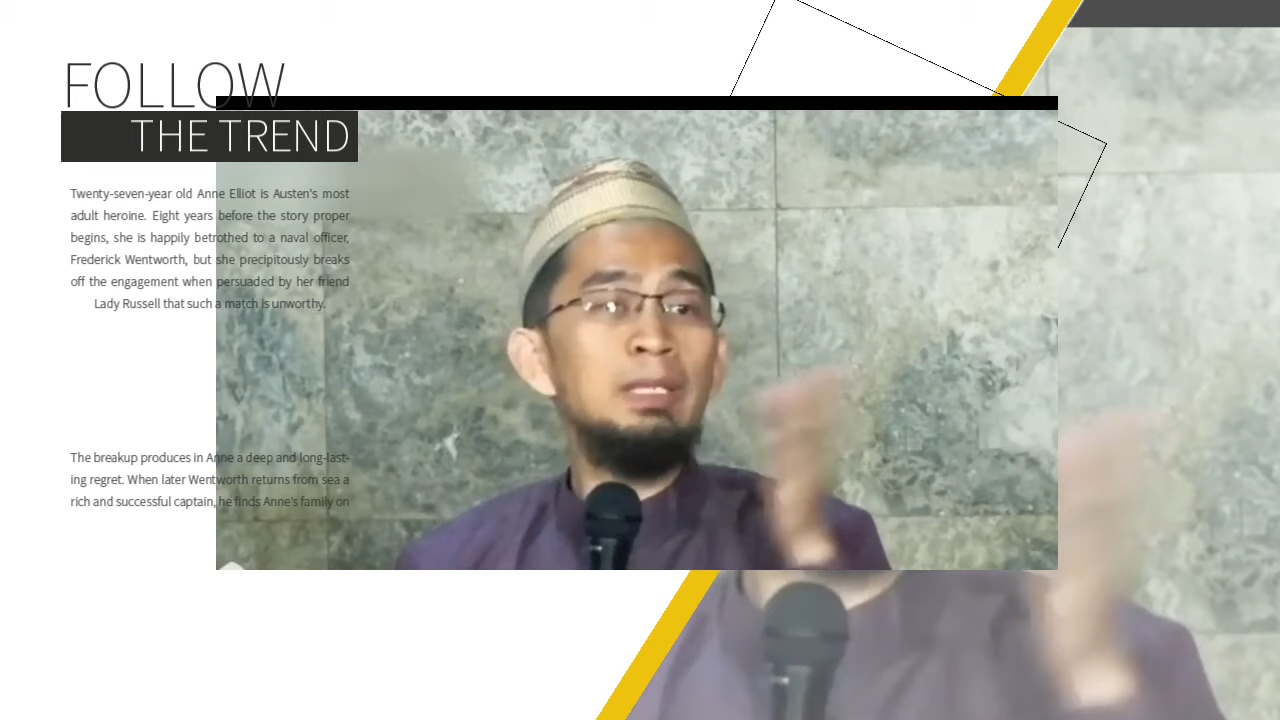 FOLLOW
THE TREND
Twenty-seven-year old Anne Elliot is Austen's most
adult heroine. Eight years before the story proper
begins, she is happily betrothed to a naval officer,
Frederick Wentworth, but she precipitously breaks
off the engagement when persuaded by her friend
Lady Russell that such a match is unworthy.
The breakup produces in Anne a deep and long-last-
ing regret. When later Wentworth returns from sea a
rich and successful captain, he finds Anne's family on